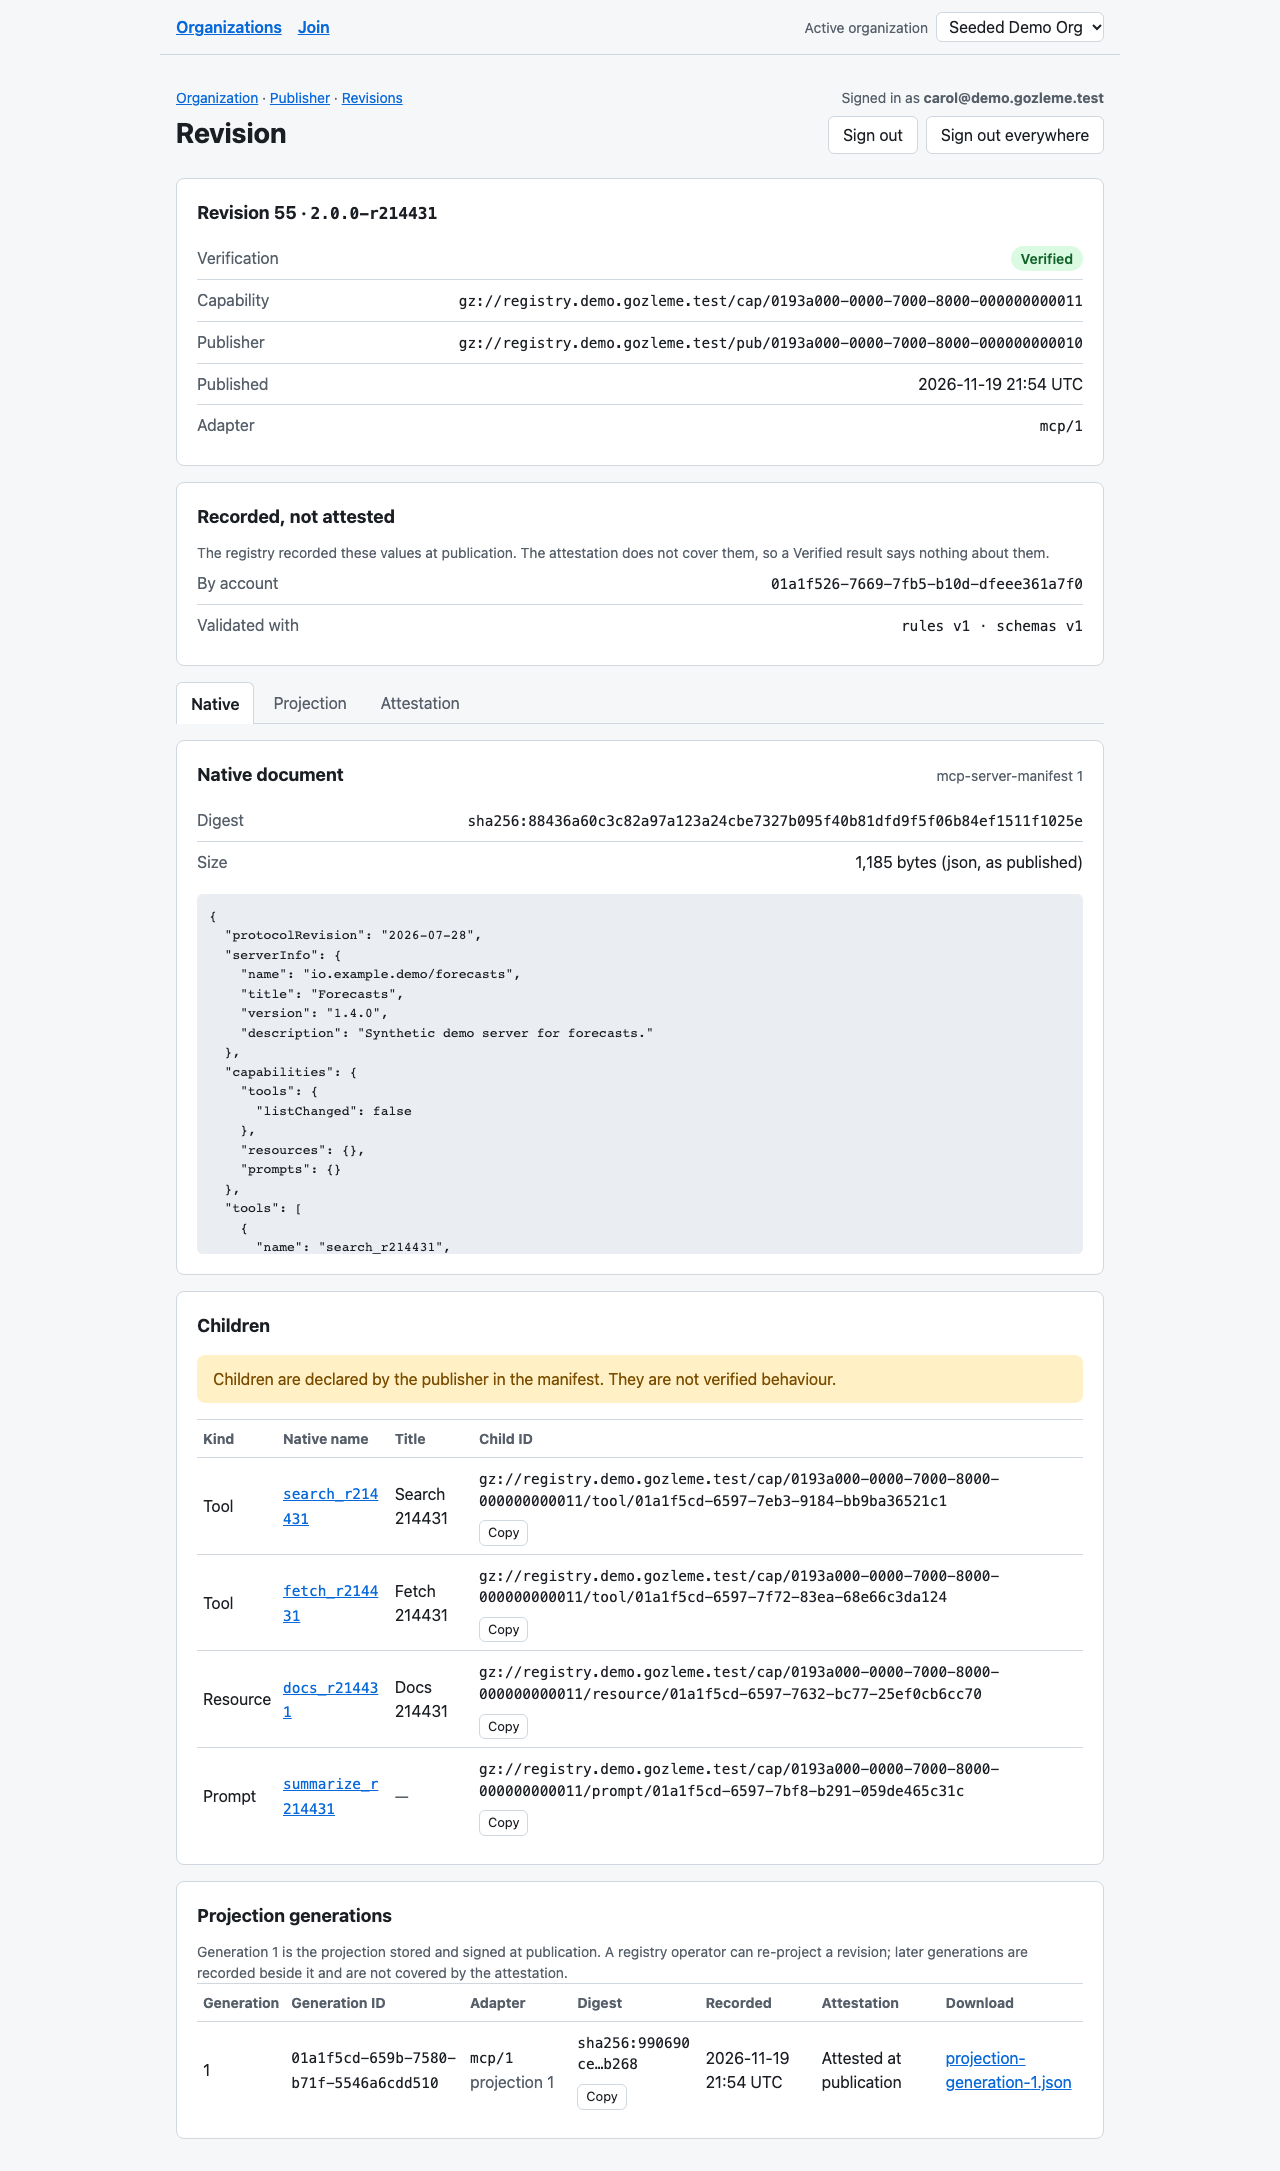 Organizations Join Active organization Seeded Demo Org
Organization · Publisher · Revisions Signed in as carol@demo.gozleme.test
Revision Sign out Sign out everywhere
Revision 55 · 2.0.0-r214431
Verification Verified
Capability gz://registry.demo.gozleme.test/cap/0193a000-0000-7000-8000-000000000011
Publisher gz://registry.demo.gozleme.test/pub/0193a000-0000-7000-8000-000000000010
Published 2026-11-19 21:54 UTC
Adapter mcp/1
Recorded, not attested
The registry recorded these values at publication. The attestation does not cover them, so a Verified result says nothing about them.
By account 01a1f526-7669-7fb5-b10d-dfeee361a7f0
Validated with rules v1 · schemas v1
Native Projection Attestation
Native document mcp-server-manifest 1
Digest sha256:88436a60c3c82a97a123a24cbe7327b095f40b81dfd9f5f06b84ef1511f1025e
Size 1,185 bytes (json, as published)
{
"protocolRevision": "2026-07-28",
"serverInfo": {
"name": "io.example.demo/forecasts",
"title": "Forecasts",
"version": "1.4.0",
"description": "Synthetic demo server for forecasts."
},
"capabilities": {
"tools": {
"listChanged": false
},
"resources": {},
"prompts": {}
},
"tools": [
{
"name": "search_r214431",
Children
Children are declared by the publisher in the manifest. They are not verified behaviour.
Kind Native name Title Child ID
Tool search_r214431 Search 214431 gz://registry.demo.gozleme.test/cap/0193a000-0000-7000-8000-
000000000011/tool/01a1f5cd-6597-7eb3-9184-bb9ba36521c1
Copy
Tool fetch_r214431 Fetch 214431 gz://registry.demo.gozleme.test/cap/0193a000-0000-7000-8000-
000000000011/tool/01a1f5cd-6597-7f72-83ea-68e66c3da124
Copy
Resource docs_r214431 Docs 214431 gz://registry.demo.gozleme.test/cap/0193a000-0000-7000-8000-
000000000011/resource/01a1f5cd-6597-7632-bc77-25ef0cb6cc70
Copy
Prompt summarize_r214431 — gz://registry.demo.gozleme.test/cap/0193a000-0000-7000-8000-
000000000011/prompt/01a1f5cd-6597-7bf8-b291-059de465c31c
Copy
Projection generations
Generation 1 is the projection stored and signed at publication. A registry operator can re-project a revision; later generations are
recorded beside it and are not covered by the attestation.
Generation Generation ID Adapter Digest Recorded Attestation Download
1 01a1f5cd-659b-7580-b71f-5546a6cdd510 mcp/1 projection 1 sha256:990690ce…b268 Copy 2026-11-19 21:54 UTC Attested at publication projection-generation-1.json